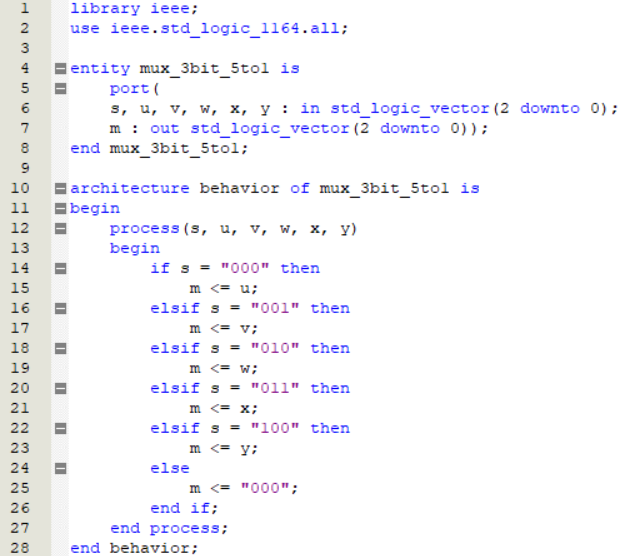 1 library ieee;
2 use ieee.std_logic_1164.all;
3
4 entity mux_3bit_5to1 is
5     port(
6     s, u, v, w, x, y : in std_logic_vector(2 downto 0);
7     m : out std_logic_vector(2 downto 0));
8 end mux_3bit_5to1;
9
10 architecture behavior of mux_3bit_5to1 is
11 begin
12     process(s, u, v, w, x, y)
13     begin
14         if s = "000" then
15             m <= u;
16         elsif s = "001" then
17             m <= v;
18         elsif s = "010" then
19             m <= w;
20         elsif s = "011" then
21             m <= x;
22         elsif s = "100" then
23             m <= y;
24         else
25             m <= "000";
26         end if;
27     end process;
28 end behavior;